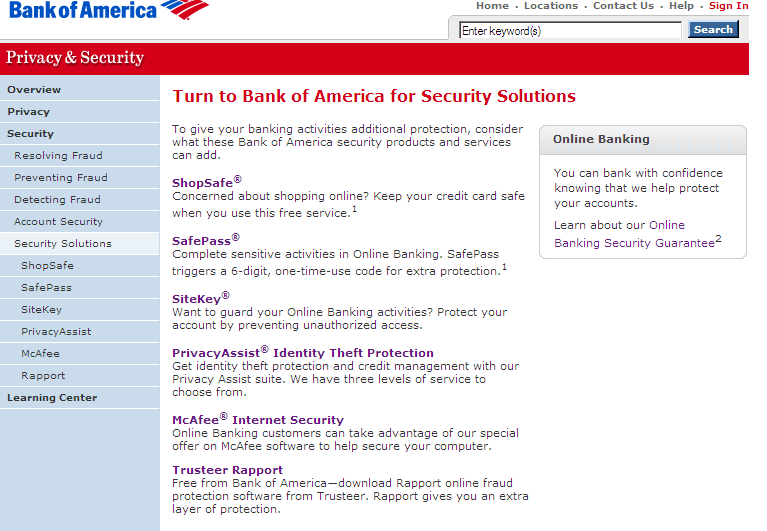 Bank of America
Home · Locations · Contact Us · Help · Sign In
Enter keyword(s)
Search
Privacy & Security
Overview
Privacy
Security
Resolving Fraud
Preventing Fraud
Detecting Fraud
Account Security
Security Solutions
ShopSafe
SafePass
SiteKey
PrivacyAssist
McAfee
Rapport
Learning Center
Turn to Bank of America for Security Solutions
To give your banking activities additional protection, consider
what these Bank of America security products and services
can add.
ShopSafe®
Concerned about shopping online? Keep your credit card safe
when you use this free service.1
SafePass®
Complete sensitive activities in Online Banking. SafePass
triggers a 6-digit, one-time-use code for extra protection.1
SiteKey®
Want to guard your Online Banking activities? Protect your
account by preventing unauthorized access.
PrivacyAssist® Identity Theft Protection
Get identity theft protection and credit management with our
Privacy Assist suite. We have three levels of service to
choose from.
McAfee® Internet Security
Online Banking customers can take advantage of our special
offer on McAfee software to help secure your computer.
Trusteer Rapport
Free from Bank of America—download Rapport online fraud
protection software from Trusteer. Rapport gives you an extra
layer of protection.
Online Banking
You can bank with confidence
knowing that we help protect
your accounts.
Learn about our Online
Banking Security Guarantee2